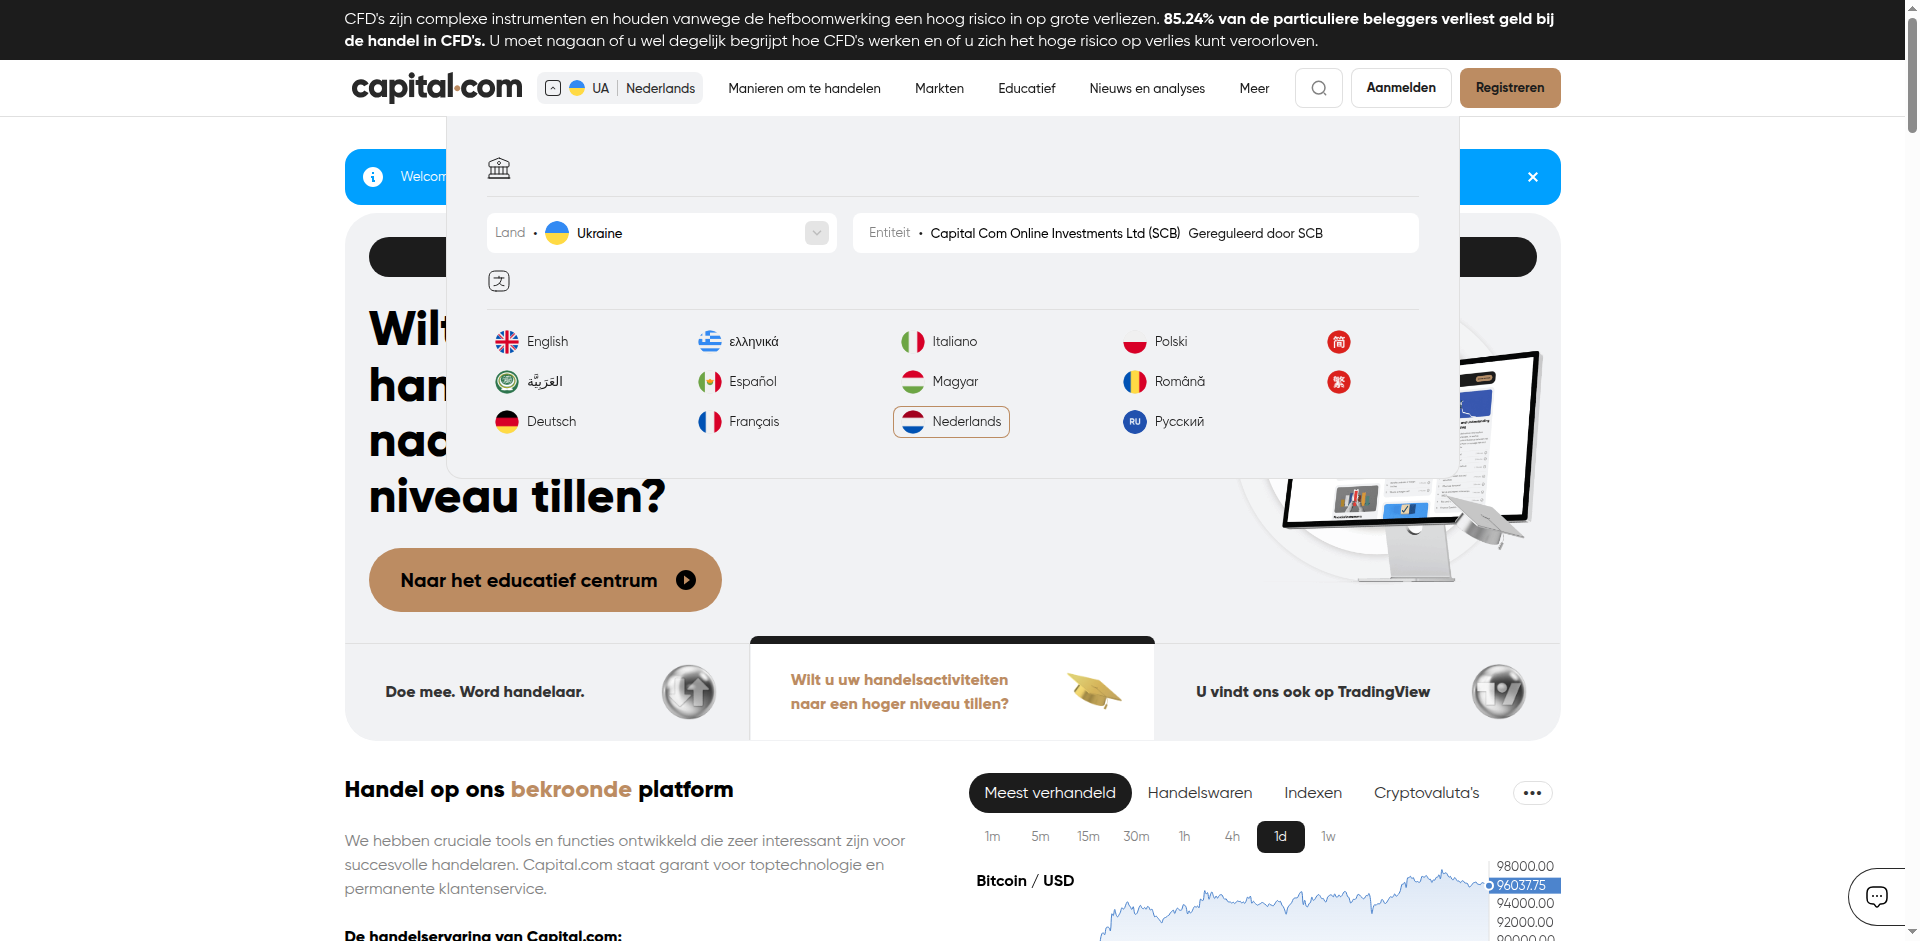 CFD's zijn complexe instrumenten en houden vanwege de hefboomwerking een hoog risico in op grote verliezen. 85.24% van de particuliere beleggers verliest geld bij
de handel in CFD's. U moet nagaan of u wel degelijk begrijpt hoe CFD's werken en of u zich het hoge risico op verlies kunt veroorloven.
capital.com
UA | Nederlands
Manieren om te handelen
Markten
Educatief
Nieuws en analyses
Meer
Aanmelden
Registreren
Welcom
Land • Ukraine
Entiteit • Capital Com Online Investments Ltd (SCB) Gereguleerd door SCB
English
ελληνικά
Italiano
Polski
简
العَرَبِيَّة
Español
Magyar
Română
繁
Deutsch
Français
Nederlands
RU Русский
Wilt
han
naa
niveau tillen?
Naar het educatief centrum
Doe mee. Word handelaar.
Wilt u uw handelsactiviteiten
naar een hoger niveau tillen?
U vindt ons ook op TradingView
Handel op ons bekroonde platform
We hebben cruciale tools en functies ontwikkeld die zeer interessant zijn voor
succesvolle handelaren. Capital.com staat garant voor toptechnologie en
permanente klantenservice.
De handelservaring van Capital.com:
Meest verhandeld
Handelswaren
Indexen
Cryptovaluta's
1m 5m 15m 30m 1h 4h 1d 1w
Bitcoin / USD
98000.00
96037.75
94000.00
92000.00
90000.00